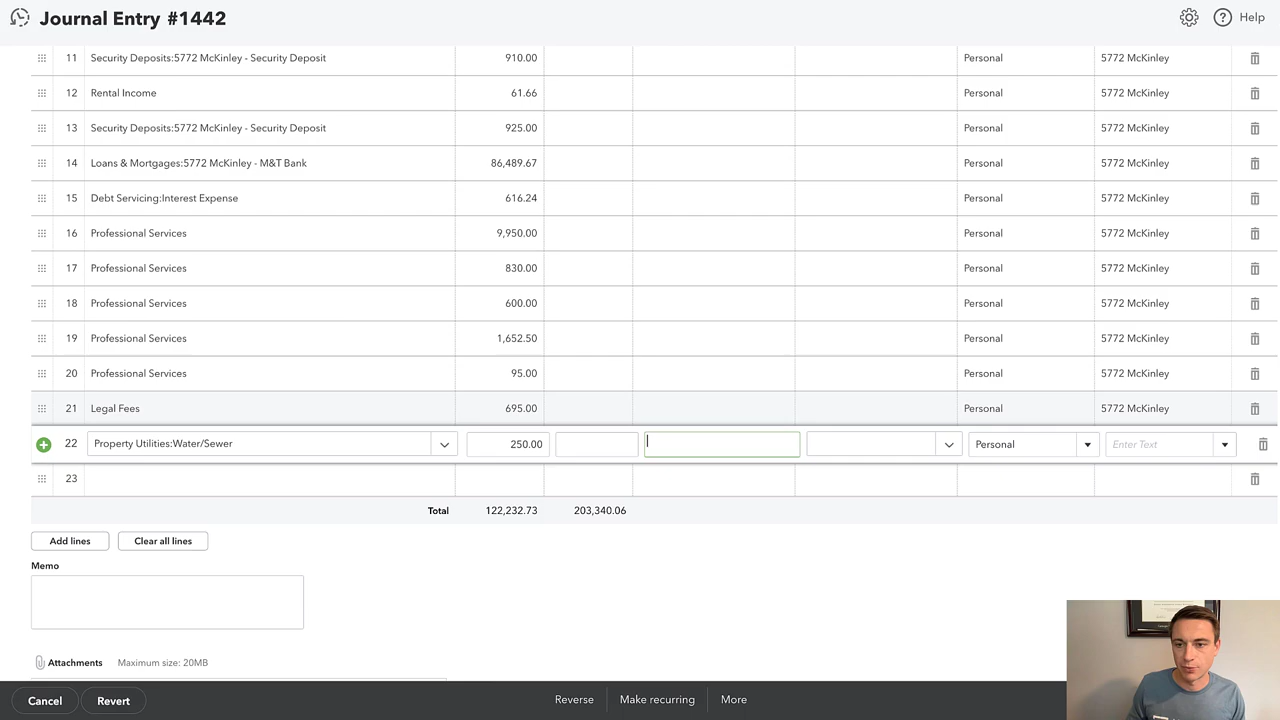 Journal Entry #1442
Help
11 Security Deposits:5772 McKinley - Security Deposit 910.00 Personal 5772 McKinley
12 Rental Income 61.66 Personal 5772 McKinley
13 Security Deposits:5772 McKinley - Security Deposit 925.00 Personal 5772 McKinley
14 Loans & Mortgages:5772 McKinley - M&T Bank 86,489.67 Personal 5772 McKinley
15 Debt Servicing:Interest Expense 616.24 Personal 5772 McKinley
16 Professional Services 9,950.00 Personal 5772 McKinley
17 Professional Services 830.00 Personal 5772 McKinley
18 Professional Services 600.00 Personal 5772 McKinley
19 Professional Services 1,652.50 Personal 5772 McKinley
20 Professional Services 95.00 Personal 5772 McKinley
21 Legal Fees 695.00 Personal 5772 McKinley
22 Property Utilities:Water/Sewer 250.00 Personal Enter Text
23
Total 122,232.73 203,340.06
Add lines Clear all lines
Memo
Attachments Maximum size: 20MB
Cancel Revert Reverse Make recurring More